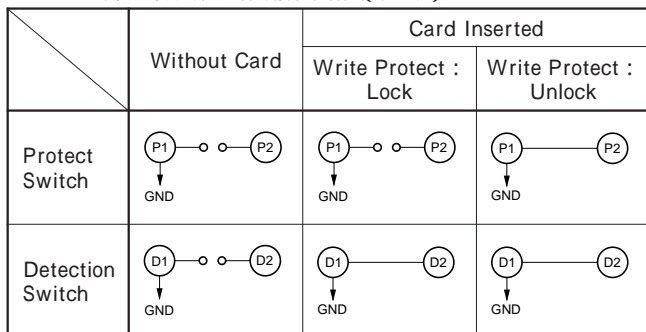 Card Inserted
Without Card
Write Protect :
Lock
Write Protect :
Unlock
Protect
Switch
P1 P2
GND
P1 P2
GND
P1 P2
GND
Detection
Switch
D1 D2
GND
D1 D2
GND
D1 D2
GND